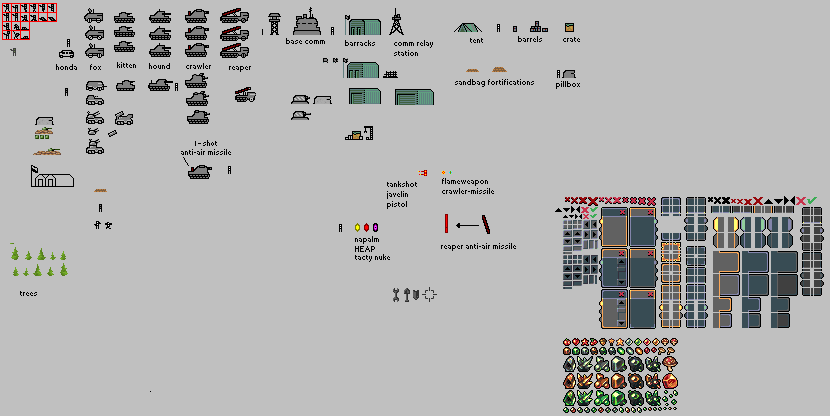 base comm
barracks
comm relay
station
tent
barrels
crate
honda
fox
kitten
hound
crawler
reaper
sandbag fortifications
pillbox
1-shot
anti-air missile
tankshot
javelin
pistol
flameweapon
crawler-missile
napalm
HEAP
tacty nuke
reaper anti-air missile
trees